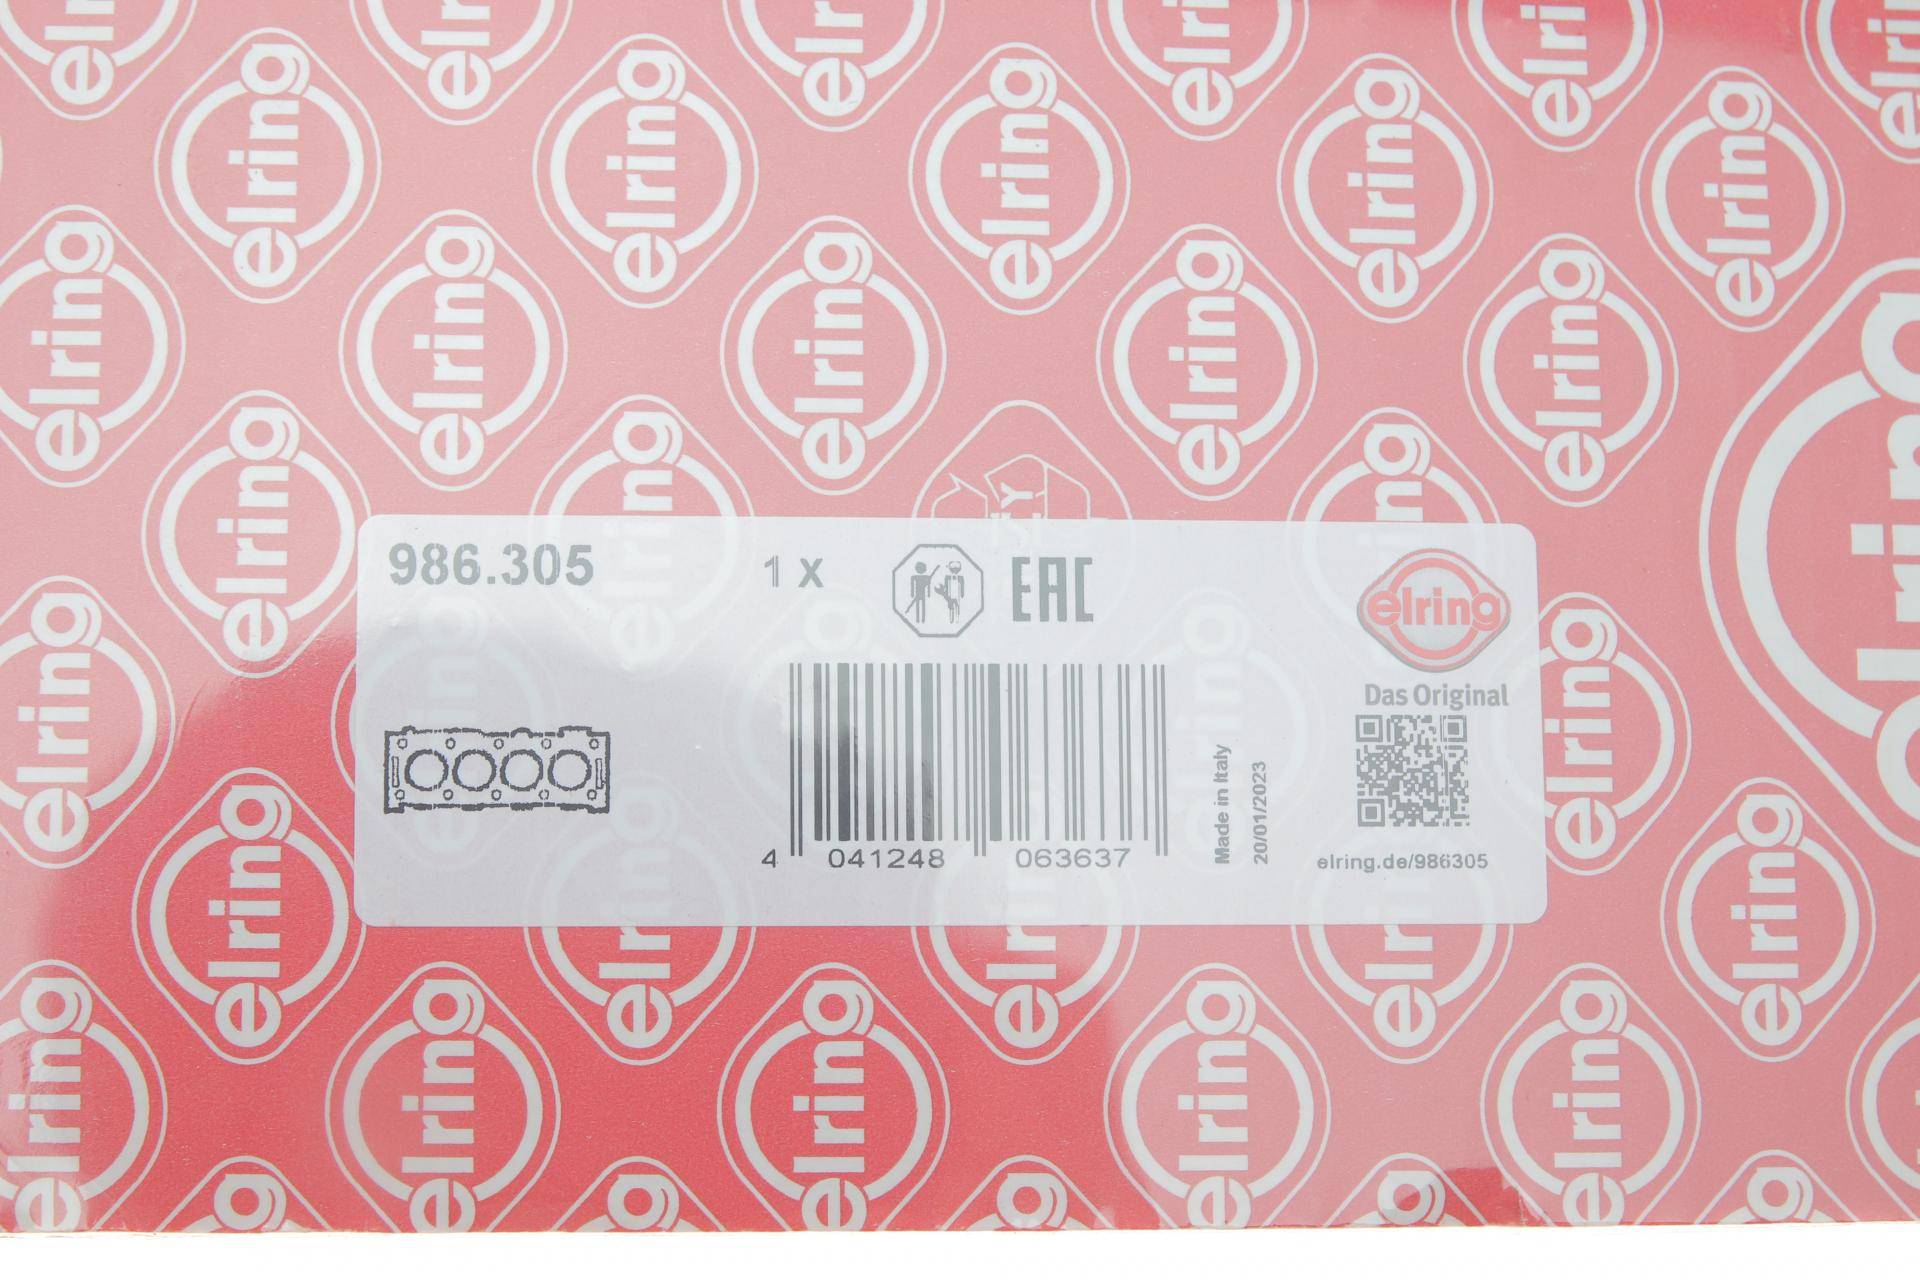 986.305
1 x
EAC
elring
Das Original
4 041248 063637
Made in Italy
20/01/2023
elring.de/986305
elring